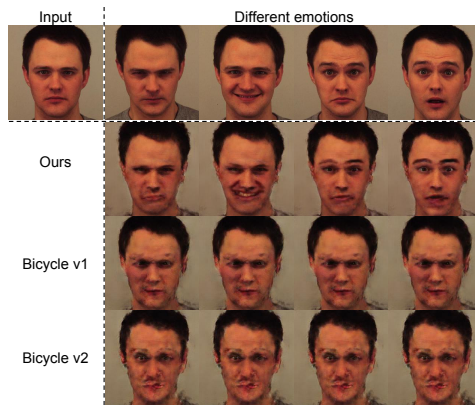 Input
Different emotions
Ours
Bicycle v1
Bicycle v2